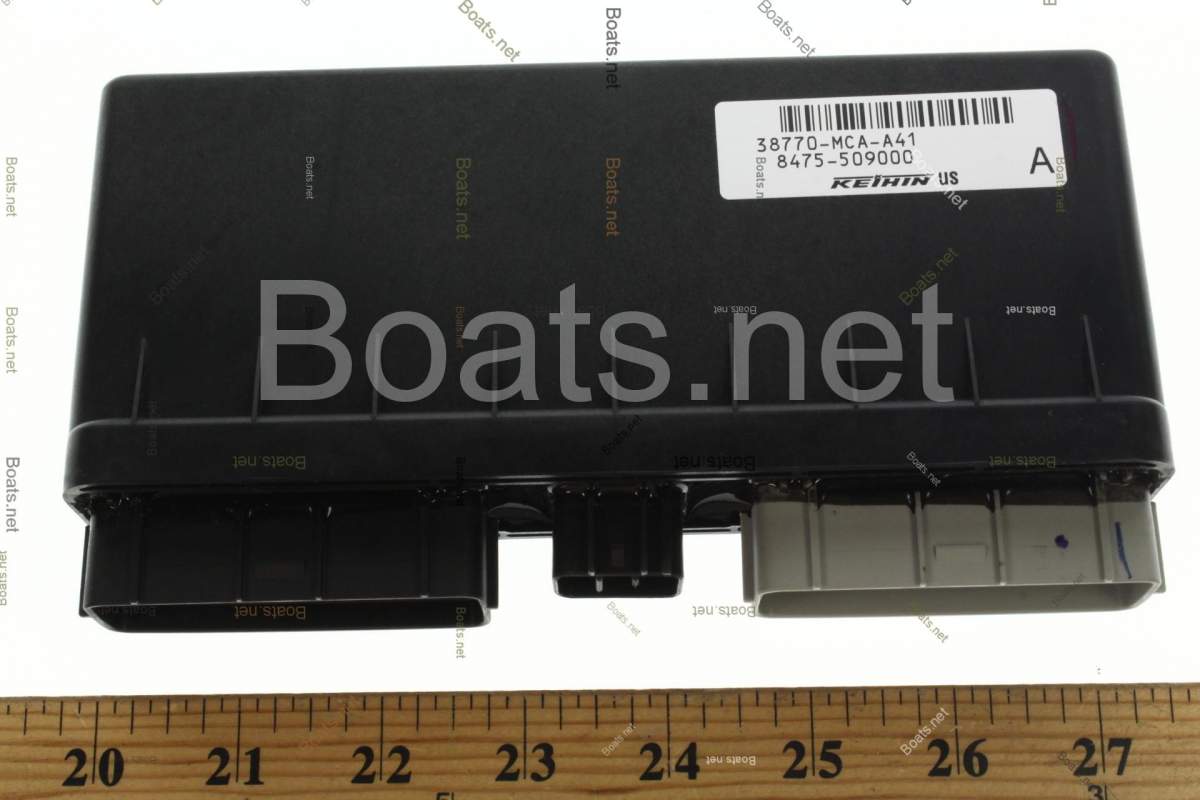 38770-MCA-A41
8475-509000
KEIHIN us
A
Boats.net
20 21 22 23 24 25 26 27